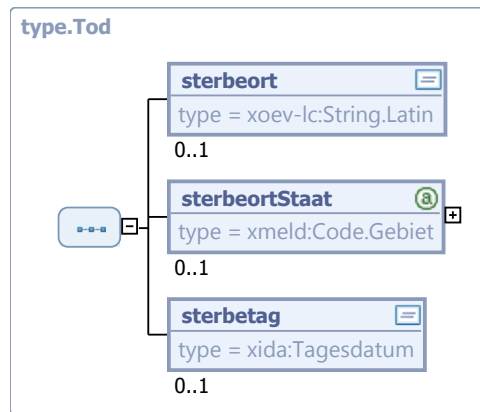 type.Tod
sterbeort
type = xoev-lc:String.Latin
0..1
sterbeortStaat
a
type = xmeld:Code.Gebiet
0..1
sterbetag
type = xida:Tagesdatum
0..1